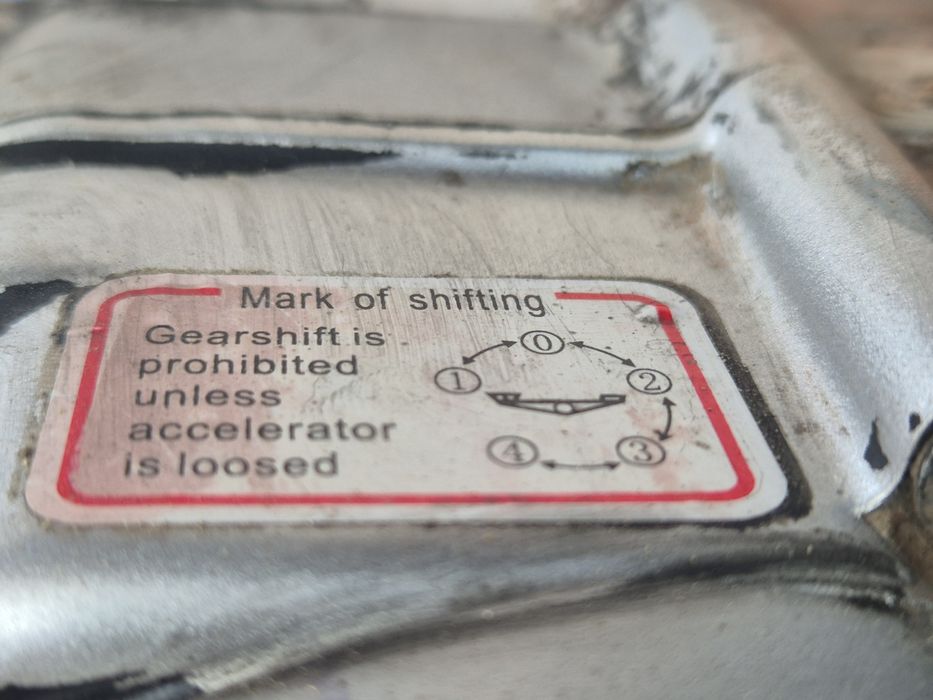 Mark of shifting
Gearshift is
prohibited
unless
accelerator
is loosed
0
1
2
4
3